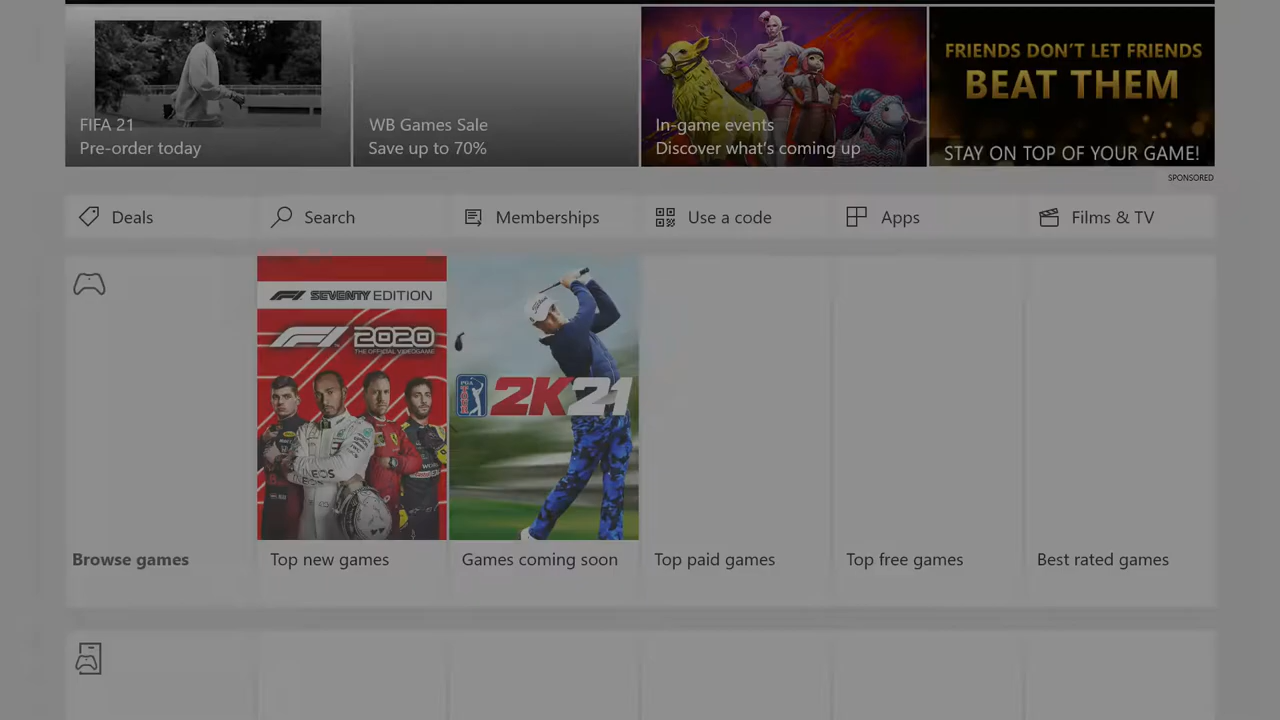 FIFA 21
Pre-order today
WB Games Sale
Save up to 70%
In-game events
Discover what's coming up
FRIENDS DON'T LET FRIENDS
BEAT THEM
STAY ON TOP OF YOUR GAME!
SPONSORED
Deals
Search
Memberships
Use a code
Apps
Films & TV
F1 SEVENTY EDITION
F1 2020
THE OFFICIAL VIDEOGAME
INEOS
PGA TOUR
2K21
Browse games
Top new games
Games coming soon
Top paid games
Top free games
Best rated games